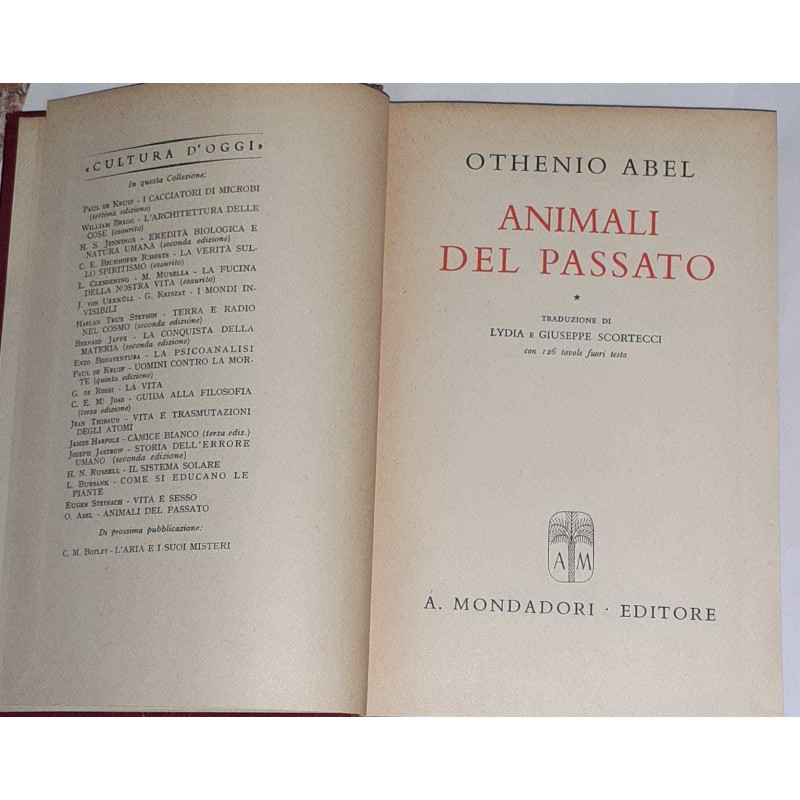 «CULTURA D'OGGI»
In questa Collezione:
PAUL DE KRUIF - I CACCIATORI DI MICROBI
(settima edizione)
WILLIAM BRAGG - L'ARCHITETTURA DELLE
COSE (esaurito)
H. S. JENNINGS - EREDITÀ BIOLOGICA E
NATURA UMANA (seconda edizione)
C. E. BECHHOFER ROBERTS - LA VERITÀ SUL-
LO SPIRITISMO (esaurito)
L. CLENDENING - M. MUSELLA - LA FUCINA
DELLA NOSTRA VITA (esaurito)
J. VON UEXKÜLL - G. KRISZAT - I MONDI IN-
VISIBILI
HARLAN TRUE STETSON - TERRA E RADIO
NEL COSMO (seconda edizione)
BERNARD JAFFE - LA CONQUISTA DELLA
MATERIA (seconda edizione)
ENZO BONAVENTURA - LA PSICOANALISI
PAUL DE KRUIF - UOMINI CONTRO LA MOR-
TE (quinta edizione)
G. DE ROSSI - LA VITA
C. E. M. JOAD - GUIDA ALLA FILOSOFIA
(terza edizione)
JEAN THIBAUD - VITA E TRASMUTAZIONI
DEGLI ATOMI
JAMES HARPOLE - CÀMICE BIANCO (terza ediz.)
JOSEPH JASTROW - STORIA DELL'ERRORE
UMANO (seconda edizione)
H. N. RUSSELL - IL SISTEMA SOLARE
L. BURBANK - COME SI EDUCANO LE
PIANTE
EUGEN STEINACH - VITA E SESSO
O. ABEL - ANIMALI DEL PASSATO
Di prossima pubblicazione:
C. M. BOTLEY - L'ARIA E I SUOI MISTERI
OTHENIO ABEL
ANIMALI
DEL PASSATO
*
TRADUZIONE DI
LYDIA E GIUSEPPE SCORTECCI
con 126 tavole fuori testo
A M
A. MONDADORI · EDITORE